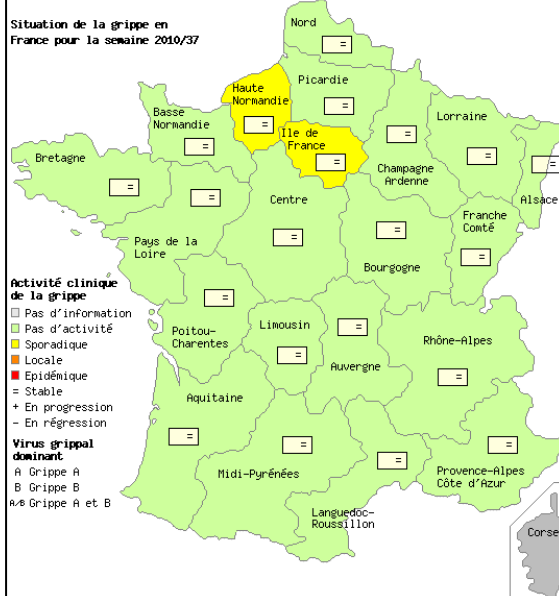 Situation de la grippe en
France pour la semaine 2010/37
Nord
=
Picardie
=
Haute
Normandie
=
Basse
Normandie
=
Ile de
France
=
Lorraine
=
Champagne
Ardenne
=
Alsace
=
Bretagne
=
Pays de la
Loire
=
Centre
=
Bourgogne
=
Franche
Comté
=
Poitou-
Charentes
=
Limousin
=
Auvergne
=
Rhône-Alpes
=
Aquitaine
=
Midi-Pyrénées
=
Languedoc-
Roussillon
=
Provence-Alpes
Côte d'Azur
=
Corse
Activité clinique
de la grippe
Pas d'information
Pas d'activité
Sporadique
Locale
Epidémique
= Stable
+ En progression
- En régression
Virus grippal
dominant
A Grippe A
B Grippe B
A/B Grippe A et B